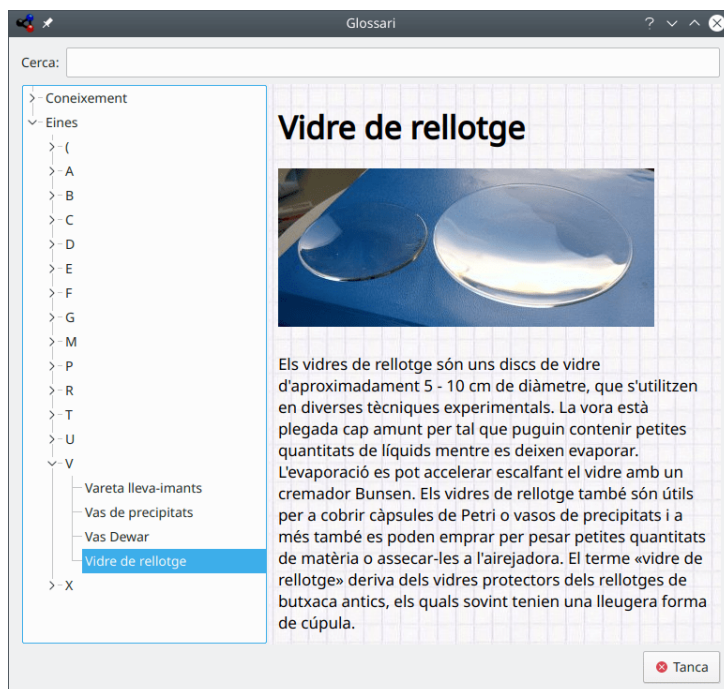 Glossari
Cerca:
Coneixement
Eines
(
A
B
C
D
E
F
G
M
P
R
T
U
V
Vareta lleva-imants
Vas de precipitats
Vas Dewar
Vidre de rellotge
X
Vidre de rellotge
Els vidres de rellotge són uns discs de vidre
d'aproximadament 5 - 10 cm de diàmetre, que s'utilitzen
en diverses tècniques experimentals. La vora està
plegada cap amunt per tal que puguin contenir petites
quantitats de líquids mentre es deixen evaporar.
L'evaporació es pot accelerar escalfant el vidre amb un
cremador Bunsen. Els vidres de rellotge també són útils
per a cobrir càpsules de Petri o vasos de precipitats i a
més també es poden emprar per pesar petites quantitats
de matèria o assecar-les a l'airejadora. El terme «vidre de
rellotge» deriva dels vidres protectors dels rellotges de
butxaca antics, els quals sovint tenien una lleugera forma
de cúpula.
Tanca